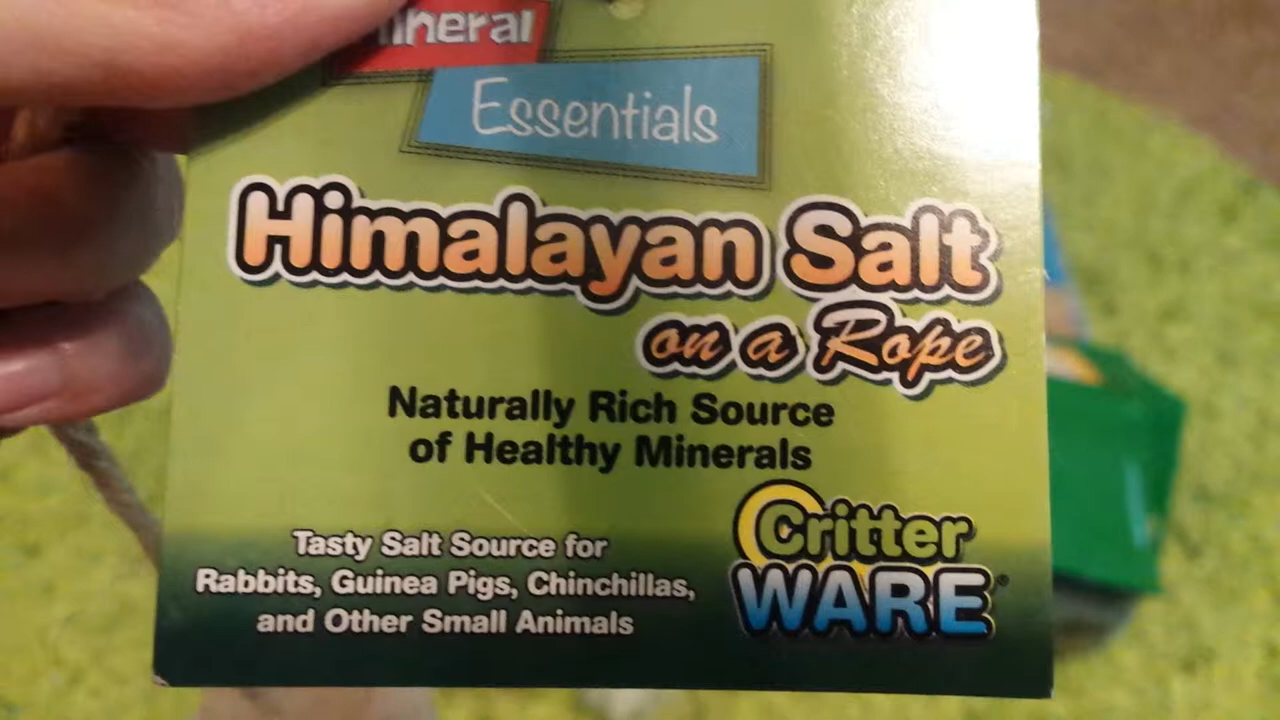 Essentials
Himalayan Salt
on a Rope
Naturally Rich Source
of Healthy Minerals
Tasty Salt Source for
Rabbits, Guinea Pigs, Chinchillas,
and Other Small Animals
Critter
WARE®